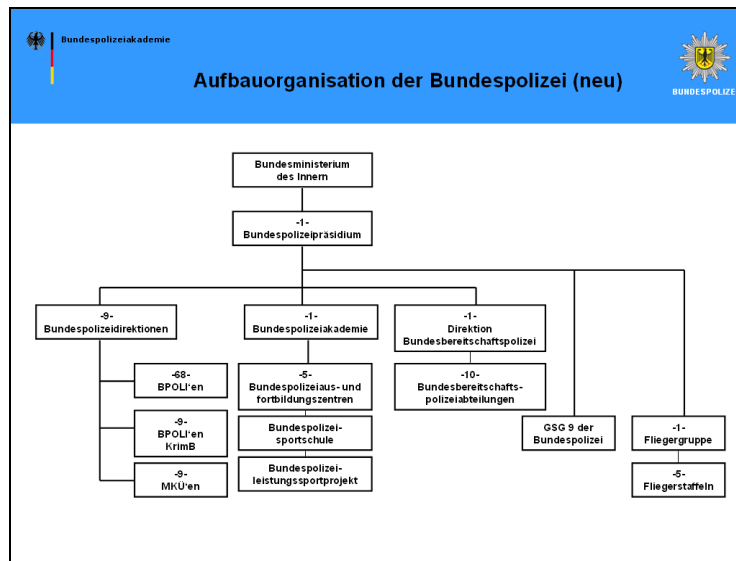 Bundespolizeiakademie
Aufbauorganisation der Bundespolizei (neu)
BUNDESPOLIZEI
Bundesministerium
des Innern
-1-
Bundespolizeipräsidium
-9-
Bundespolizeidirektionen
-1-
Bundespolizeiakademie
-1-
Direktion
Bundesbereitschaftspolizei
-68-
BPOLI'en
-5-
Bundespolizeiaus- und
fortbildungszentren
-10-
Bundesbereitschafts-
polizeiabteilungen
-9-
BPOLI'en
KrimB
Bundespolizei-
sportschule
GSG 9 der
Bundespolizei
-1-
Fliegergruppe
-9-
MKÜ'en
Bundespolizei-
leistungssportprojekt
-5-
Fliegerstaffeln